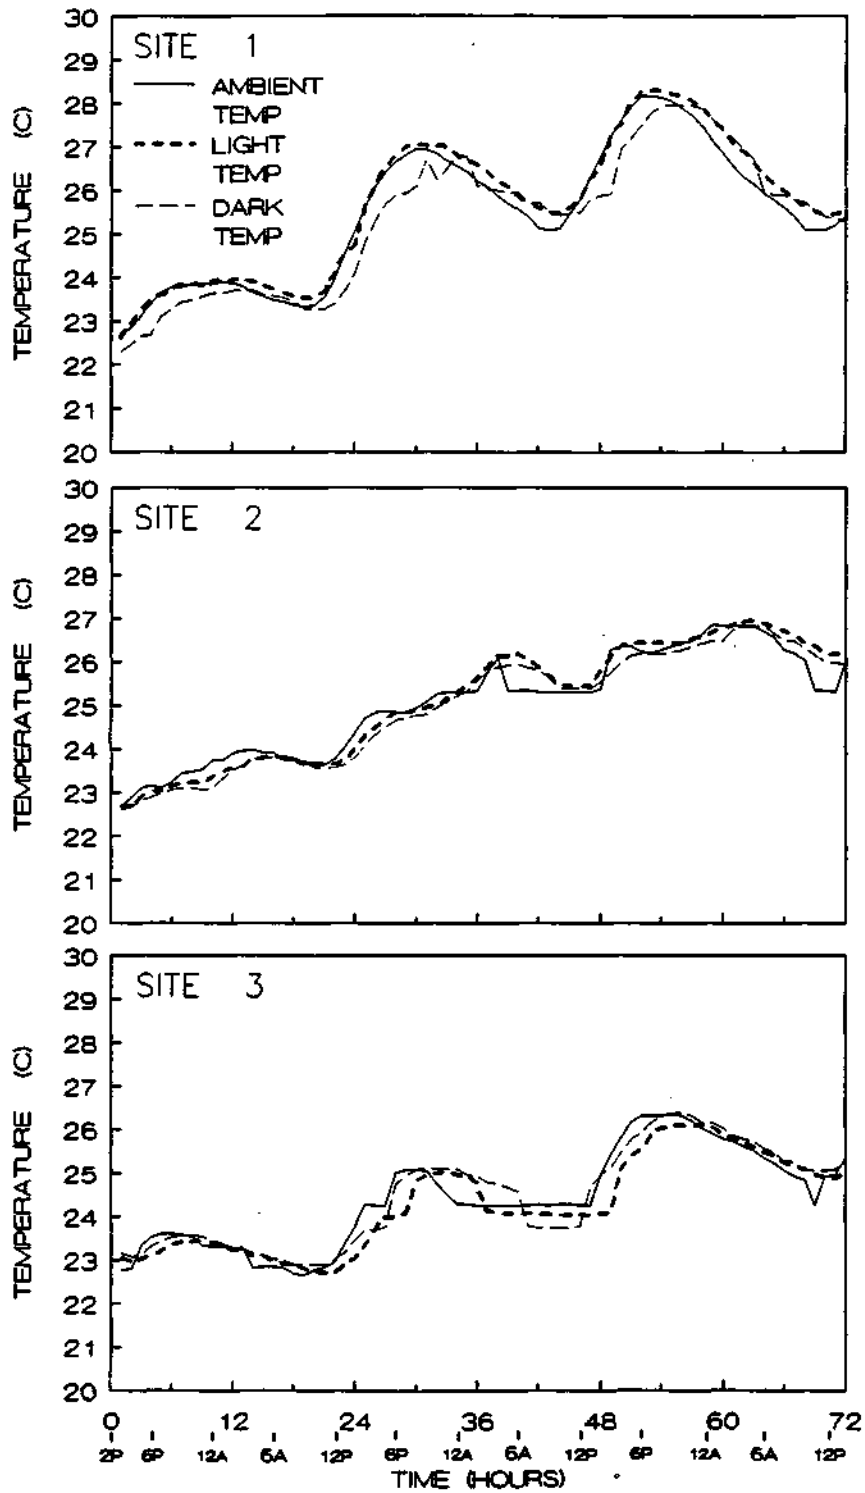 30
SITE 1
29
AMBIENT
TEMP
28
LIGHT
TEMP
27
DARK
TEMP
26
25
24
23
22
21
20
TEMPERATURE (C)
30
SITE 2
29
28
27
26
25
24
23
22
21
20
TEMPERATURE (C)
30
SITE 3
29
28
27
26
25
24
23
22
21
20
TEMPERATURE (C)
0 12 24 36 48 60 72
2P 6P 12A 6A 12P 6P 12A 6A 12P 6P 12A 6A 12P
TIME (HOURS)